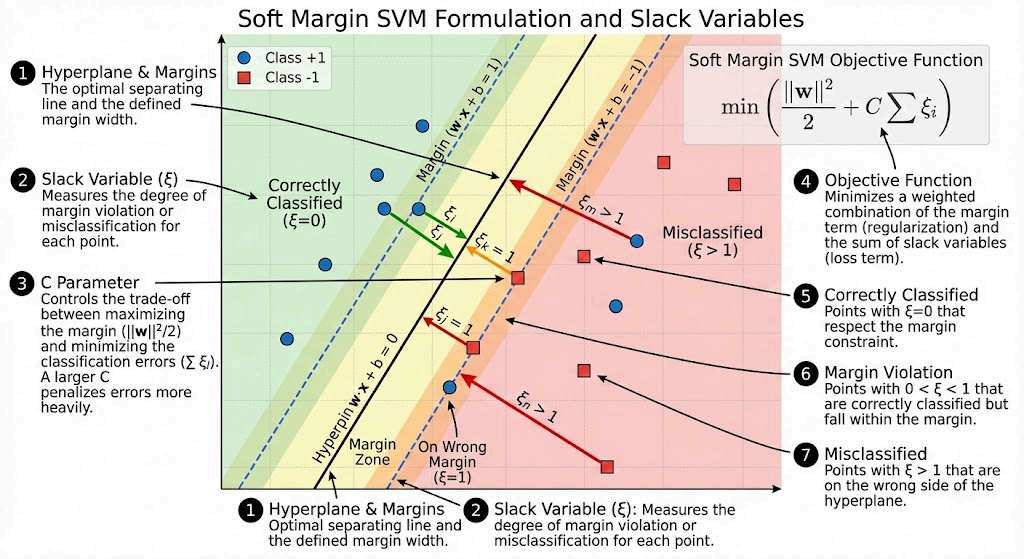 Soft Margin SVM Formulation and Slack Variables
Class +1
Class -1
1 Hyperplane & Margins
The optimal separating
line and the defined
margin width.
2 Slack Variable (ξ)
Measures the degree of
margin violation or
misclassification for
each point.
3 C Parameter
Controls the trade-off
between maximizing
the margin (||w||²/2)
and minimizing the
classification errors (∑ ξᵢ).
A larger C
penalizes errors more
heavily.
Correctly
Classified
(ξ=0)
Margin (w·x + b = 1)
Margin (w·x + b = -1)
Hyperpin w·x + b = 0
ξᵢ
ξᵢ
ξₖ = 1
ξⱼ = 1
ξₘ > 1
ξₙ > 1
Misclassified
(ξ > 1)
Margin
Zone
On Wrong
Margin
(ξ=1)
Soft Margin SVM Objective Function
min ( ||w||² / 2 + C ∑ ξᵢ )
4 Objective Function
Minimizes a weighted
combination of the margin
term (regularization) and
the sum of slack variables
(loss term).
5 Correctly Classified
Points with ξ=0 that
respect the margin
constraint.
6 Margin Violation
Points with 0 < ξ < 1 that
are correctly classified but
fall within the margin.
7 Misclassified
Points with ξ > 1 that are
on the wrong side of the
hyperplane.
1 Hyperplane & Margins
Optimal separating line and
the defined margin width.
2 Slack Variable (ξ): Measures the
degree of margin violation or
misclassification for each point.